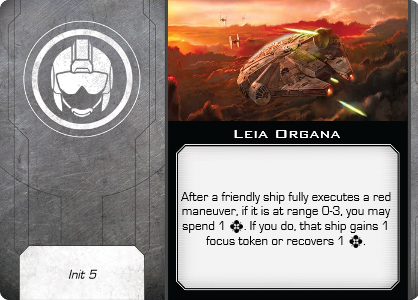 LEIA ORGANA
After a friendly ship fully executes a red
maneuver, if it is at range 0-3, you may
spend 1 . If you do, that ship gains 1
focus token or recovers 1 .
Init 5